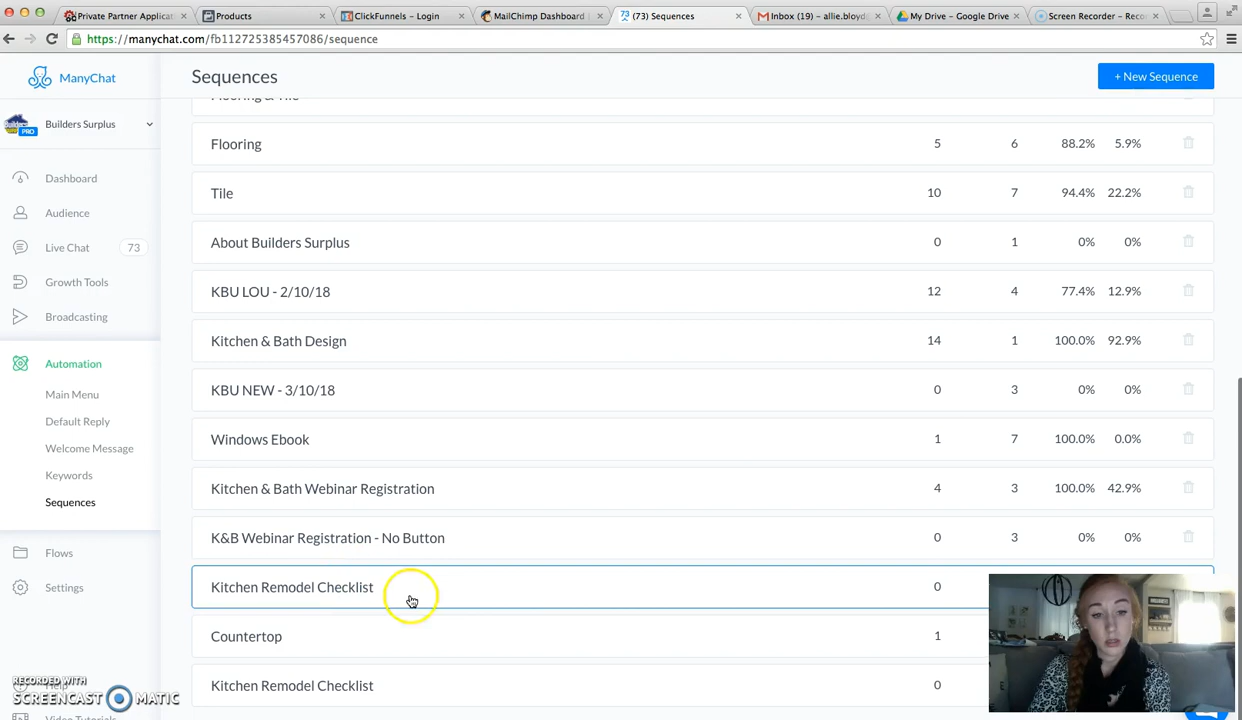 Private Partner Applicat
Products
ClickFunnels - Login
MailChimp Dashboard
(73) Sequences
Inbox (19) - allie.bloyd@
My Drive - Google Drive
Screen Recorder - Reco
https://manychat.com/fb112725385457086/sequence
ManyChat
Sequences
+ New Sequence
Builders Surplus
PRO
Dashboard
Audience
Live Chat 73
Growth Tools
Broadcasting
Automation
Main Menu
Default Reply
Welcome Message
Keywords
Sequences
Flows
Settings
Help
Video Tutorials
Flooring & Tile
Flooring 5 6 88.2% 5.9%
Tile 10 7 94.4% 22.2%
About Builders Surplus 0 1 0% 0%
KBU LOU - 2/10/18 12 4 77.4% 12.9%
Kitchen & Bath Design 14 1 100.0% 92.9%
KBU NEW - 3/10/18 0 3 0% 0%
Windows Ebook 1 7 100.0% 0.0%
Kitchen & Bath Webinar Registration 4 3 100.0% 42.9%
K&B Webinar Registration - No Button 0 3 0% 0%
Kitchen Remodel Checklist 0
Countertop 1
Kitchen Remodel Checklist 0
RECORDED WITH
SCREENCAST MATIC